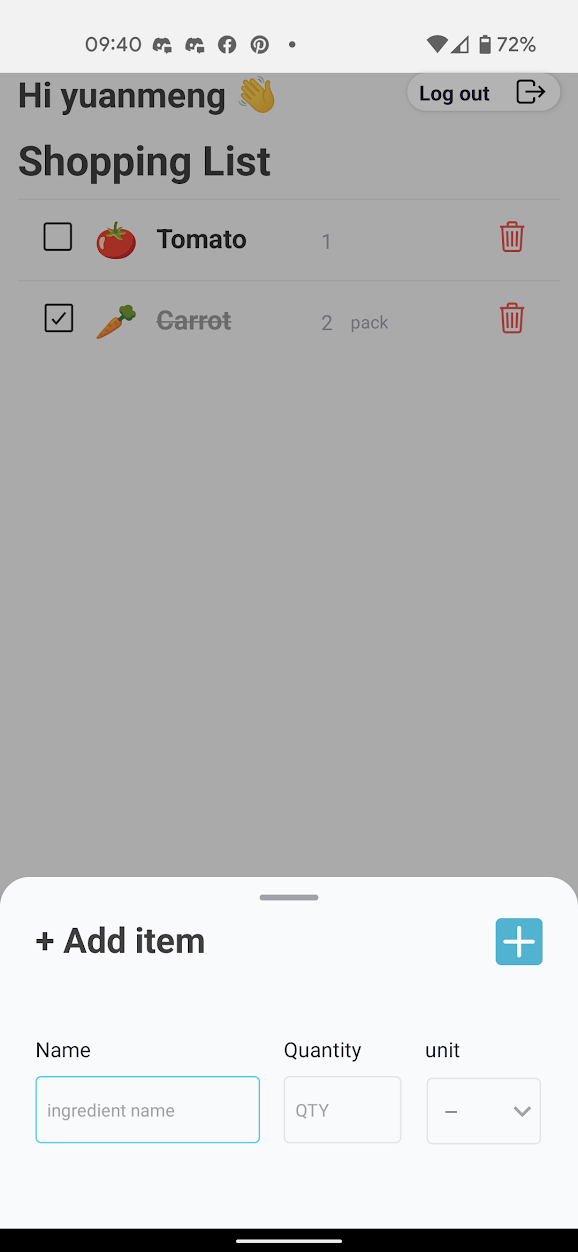 09:40 72%
Hi yuanmeng 👋 Log out
Shopping List
Tomato 1
Carrot 2 pack
+ Add item
Name Quantity unit
ingredient name QTY –